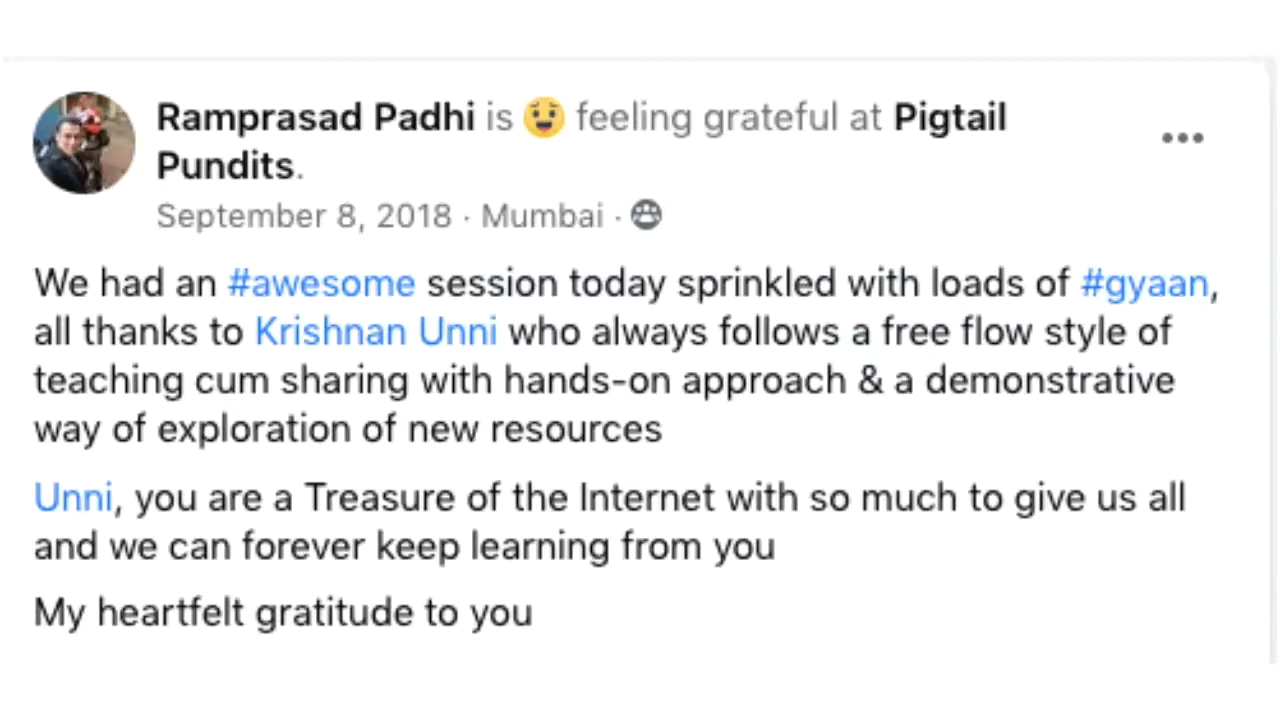 Ramprasad Padhi is 😍 feeling grateful at Pigtail
Pundits.
September 8, 2018 · Mumbai ·
We had an #awesome session today sprinkled with loads of #gyaan,
all thanks to Krishnan Unni who always follows a free flow style of
teaching cum sharing with hands-on approach & a demonstrative
way of exploration of new resources
Unni, you are a Treasure of the Internet with so much to give us all
and we can forever keep learning from you
My heartfelt gratitude to you